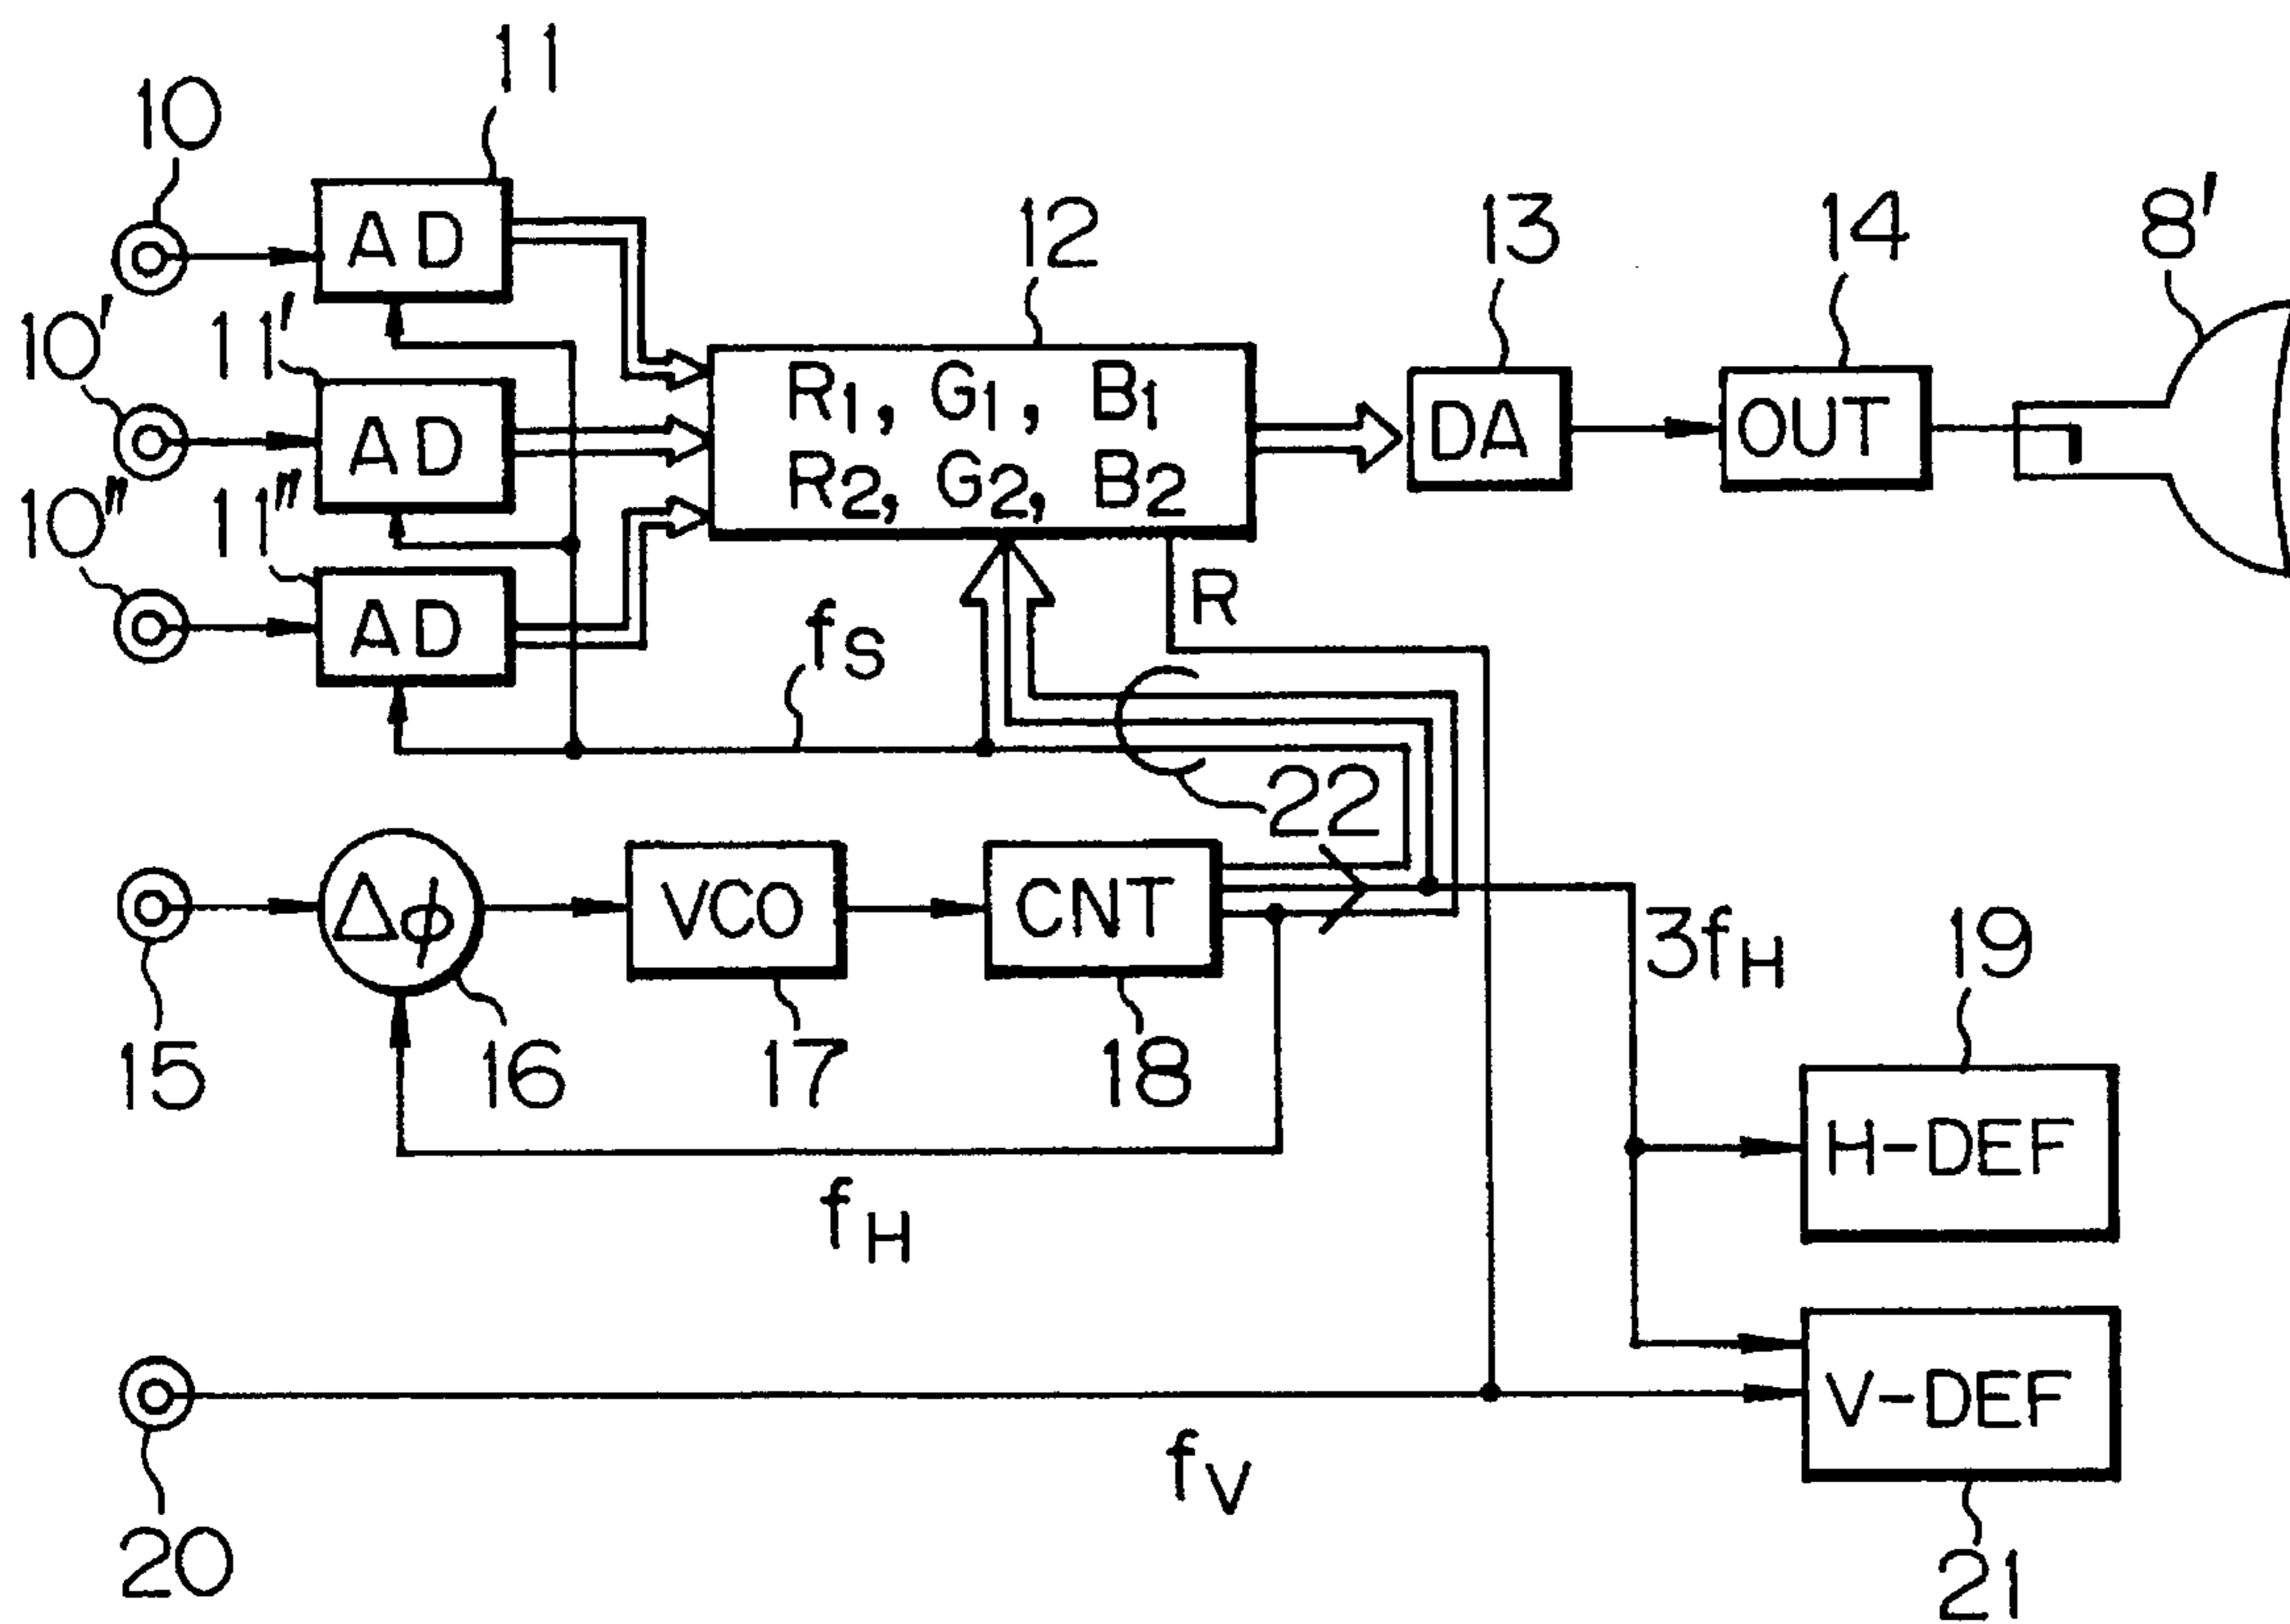 11
10
AD
12
13
14
8'
10'
11'
AD
R1, G1, B1
DA
OUT
R2, G2, B2
10"
11"
AD
R
fS
22
Δϕ
VCO
CNT
3fH
19
15
16
17
18
H-DEF
fH
V-DEF
fV
20
21